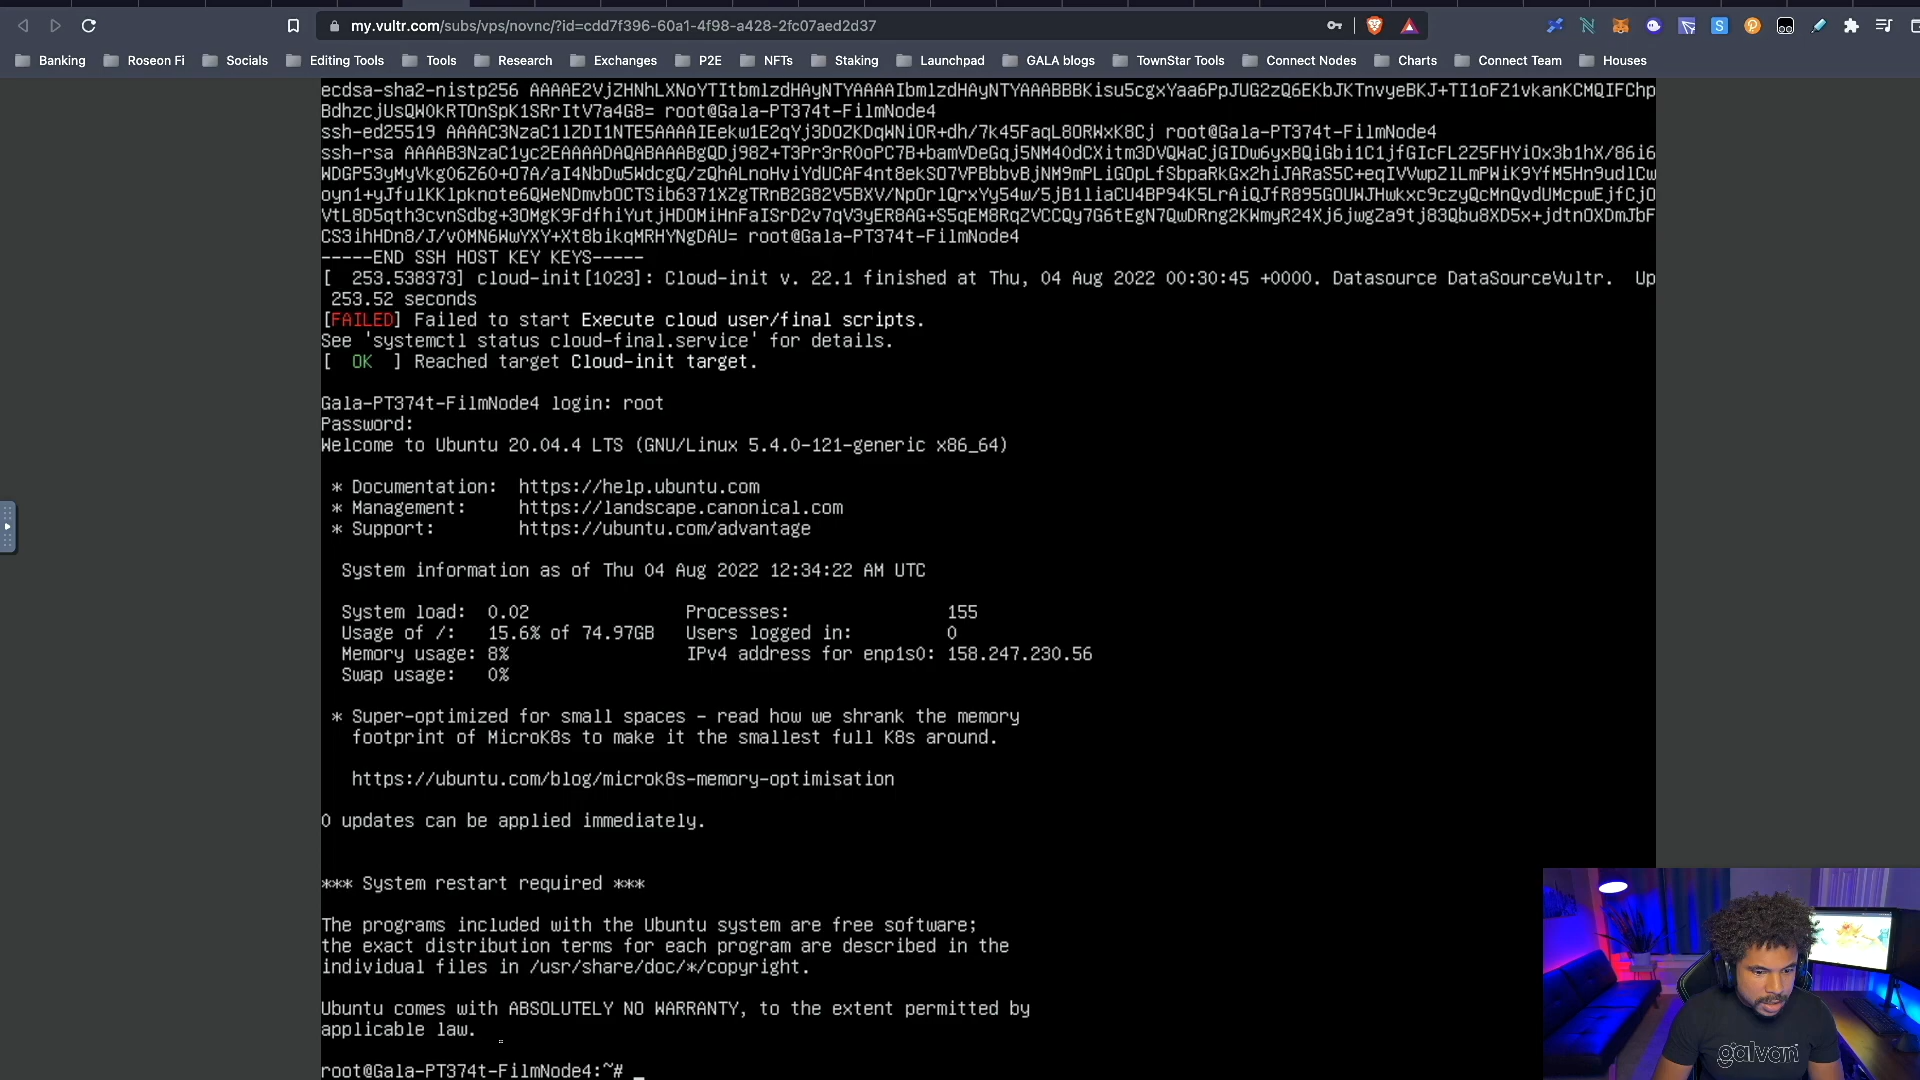 my.vultr.com/subs/vps/novnc/?id=cdd7f396-60a1-4f98-a428-2fc07aed2d37
Banking Roseon Fi Socials Editing Tools Tools Research Exchanges P2E NFTs Staking Launchpad GALA blogs TownStar Tools Connect Nodes Charts Connect Team Houses
root@Gala-PT374t-FilmNode4
root@Gala-PT374t-FilmNode4
root@Gala-PT374t-FilmNode4
-----END SSH HOST KEY KEYS-----
[  253.538373] cloud-init[1023]: Cloud-init v. 22.1 finished at Thu, 04 Aug 2022 00:30:45 +0000. Datasource DataSourceVultr.  Up
253.52 seconds
[FAILED] Failed to start Execute cloud user/final scripts.
See 'systemctl status cloud-final.service' for details.
[  OK  ] Reached target Cloud-init target.
Gala-PT374t-FilmNode4 login: root
Password:
Welcome to Ubuntu 20.04.4 LTS (GNU/Linux 5.4.0-121-generic x86_64)
* Documentation:  https://help.ubuntu.com
* Management:     https://landscape.canonical.com
* Support:        https://ubuntu.com/advantage
System information as of Thu 04 Aug 2022 12:34:22 AM UTC
System load:  0.02               Processes:               155
Usage of /:   15.6% of 74.97GB   Users logged in:         0
Memory usage: 8%                 IPv4 address for enp1s0: 158.247.230.56
Swap usage:   0%
* Super-optimized for small spaces - read how we shrank the memory
footprint of MicroK8s to make it the smallest full K8s around.
https://ubuntu.com/blog/microk8s-memory-optimisation
0 updates can be applied immediately.
*** System restart required ***
The programs included with the Ubuntu system are free software;
the exact distribution terms for each program are described in the
individual files in /usr/share/doc/*/copyright.
Ubuntu comes with ABSOLUTELY NO WARRANTY, to the extent permitted by
applicable law.
root@Gala-PT374t-FilmNode4:~# _
galvan